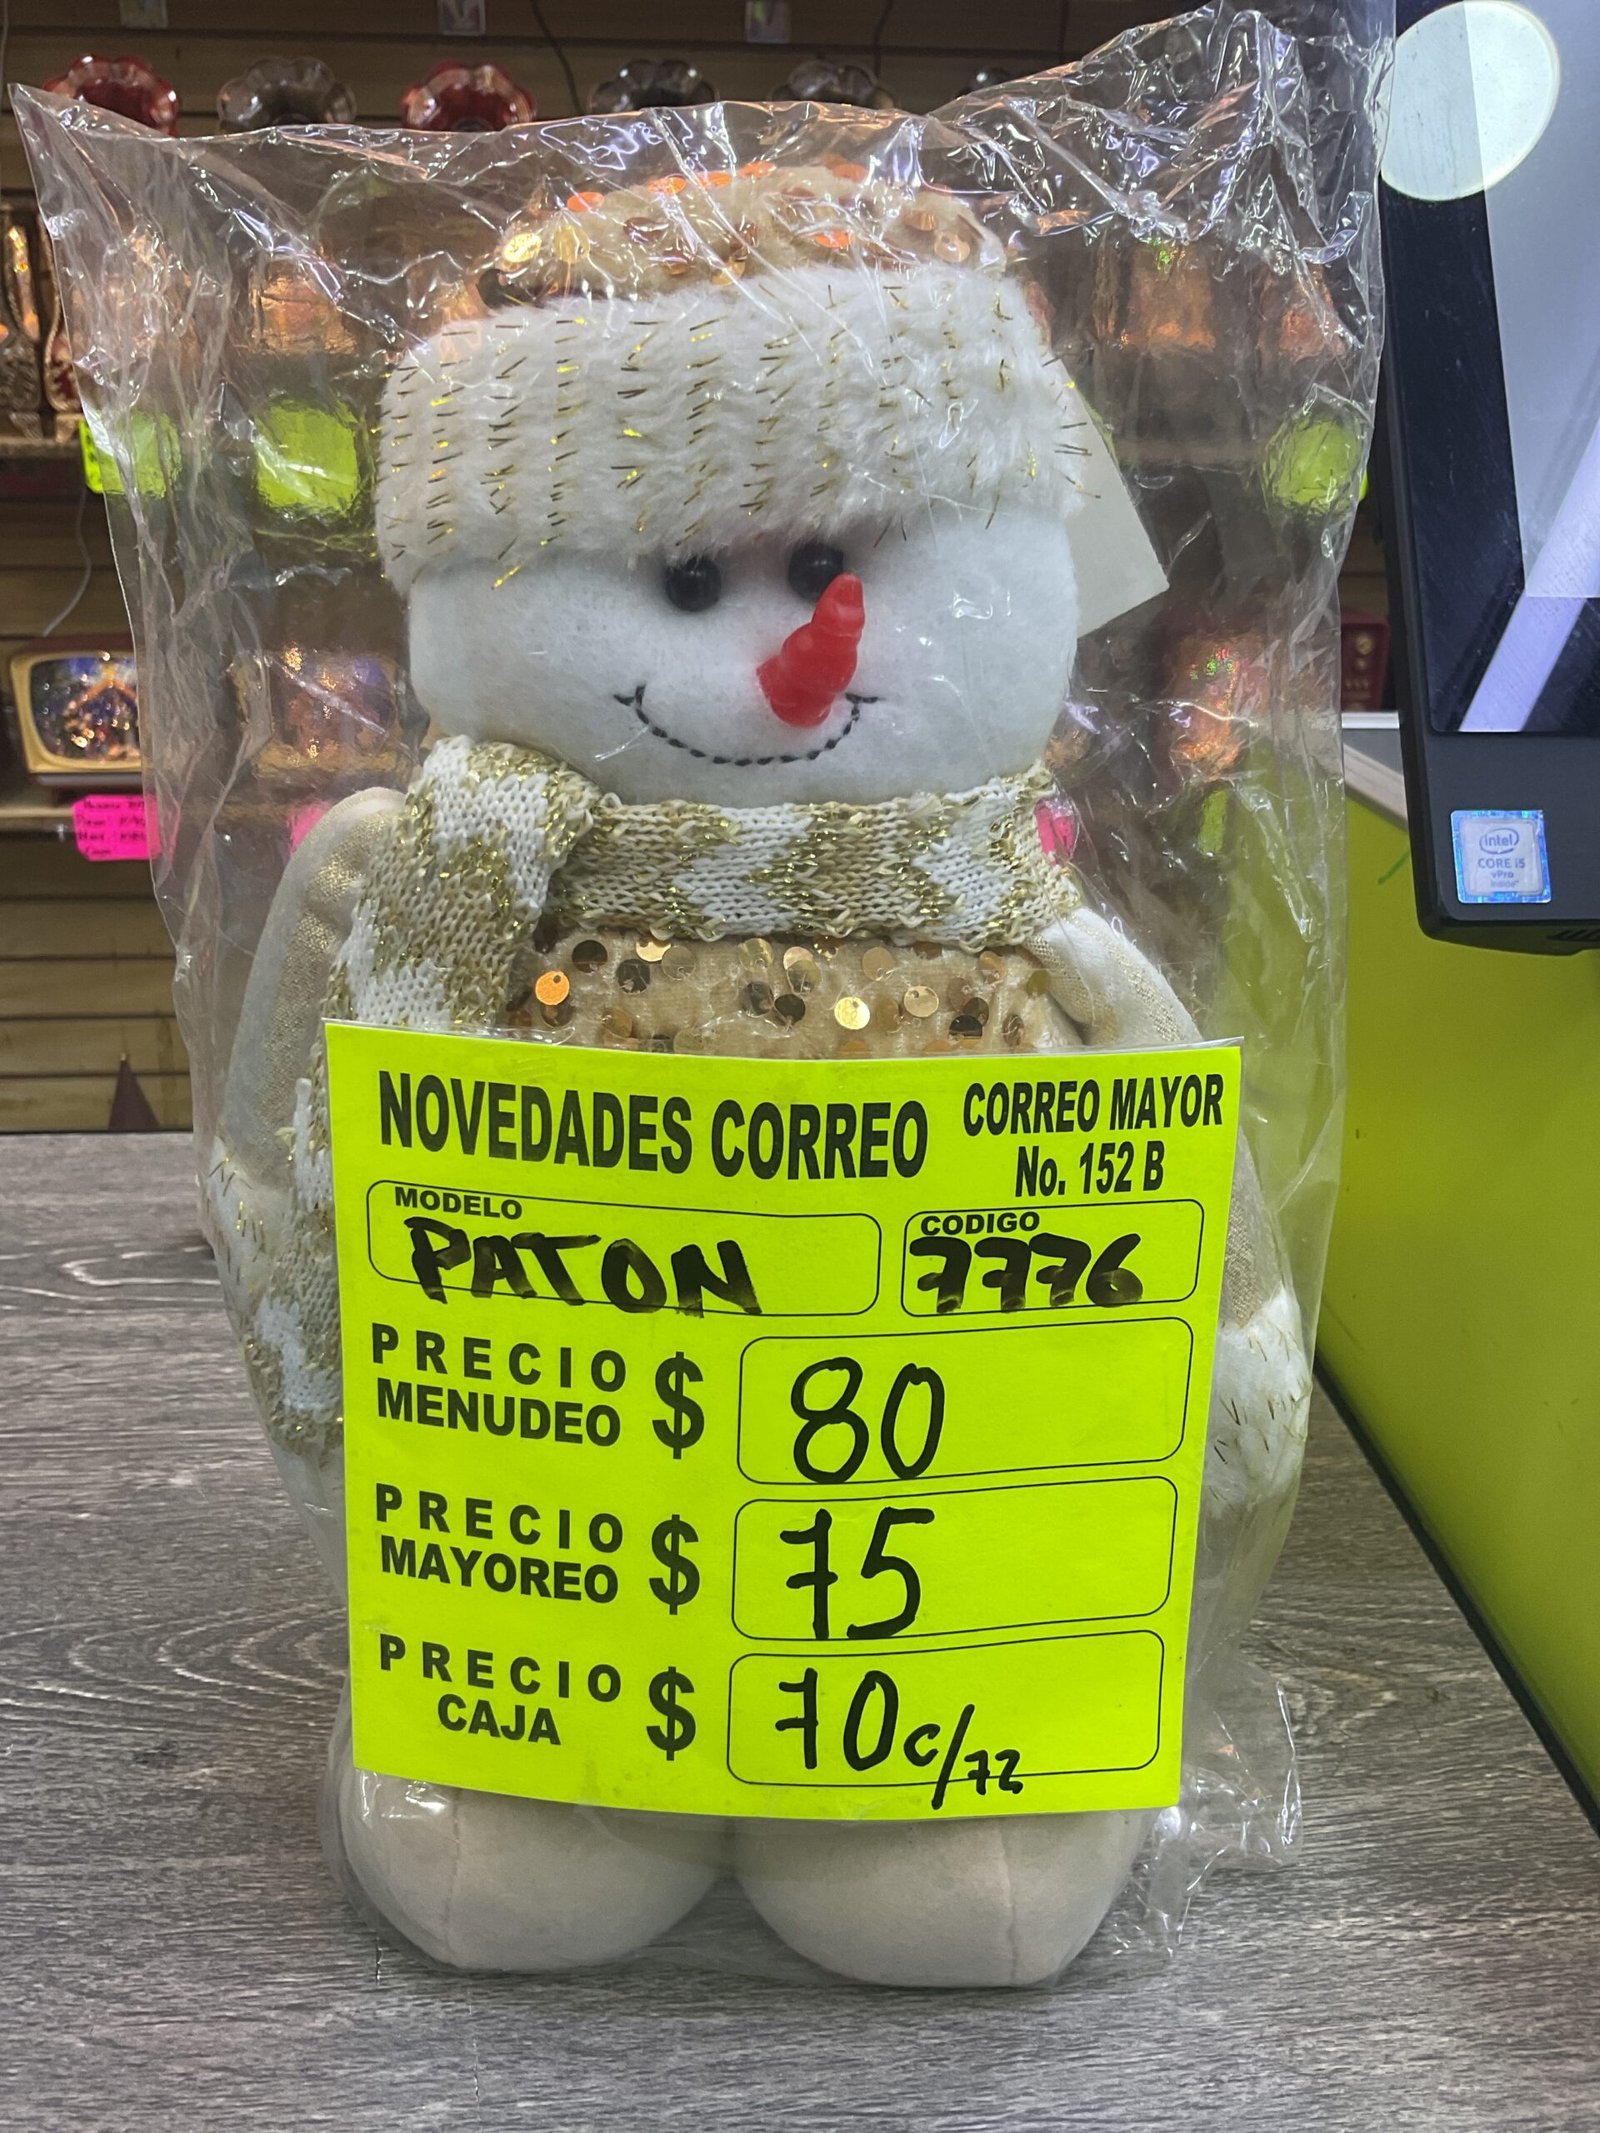 NOVEDADES CORREO
CORREO MAYOR
No. 152 B
MODELO
PATON
CODIGO
7776
PRECIO
MENUDEO $ 80
PRECIO
MAYOREO $ 75
PRECIO
CAJA $ 70 c/72
intel
CORE i5
vPro
inside